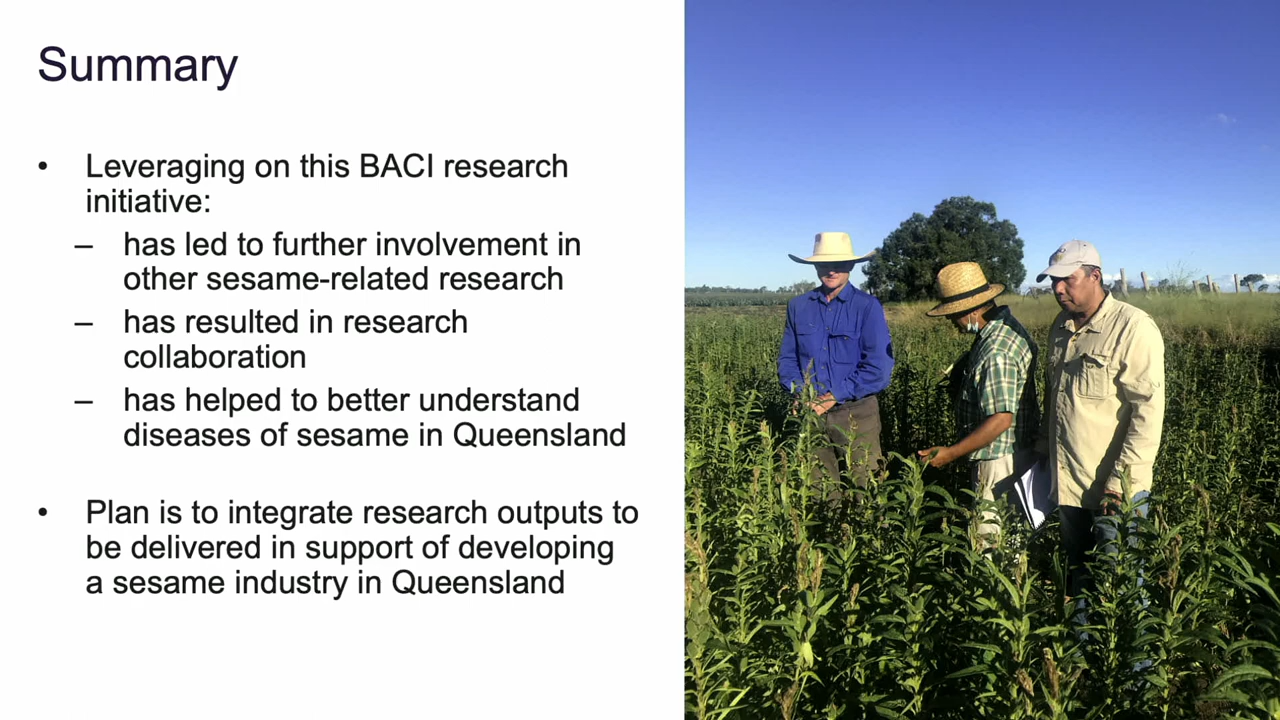 Summary
• Leveraging on this BACI research
initiative:
– has led to further involvement in
other sesame-related research
– has resulted in research
collaboration
– has helped to better understand
diseases of sesame in Queensland
• Plan is to integrate research outputs to
be delivered in support of developing
a sesame industry in Queensland